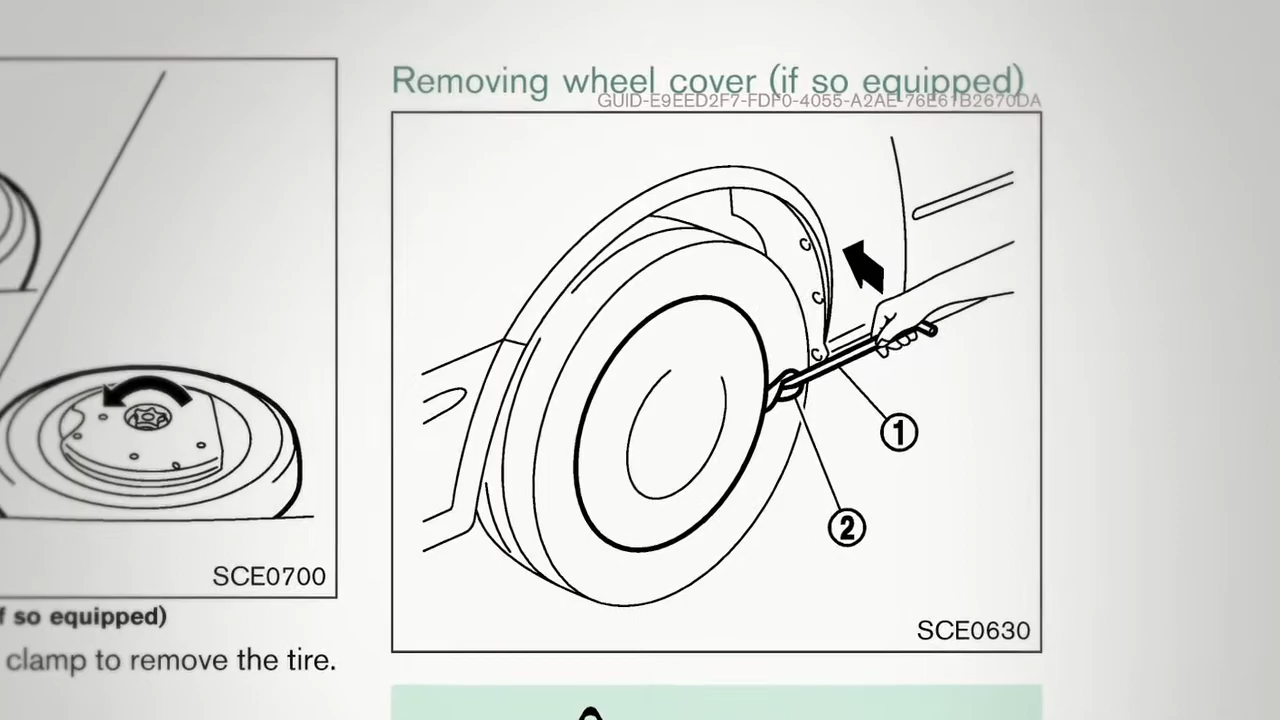 SCE0700
f so equipped)
clamp to remove the tire.
Removing wheel cover (if so equipped)
GUID-E9EED2F7-FDF0-4055-A2AE-76E61B2670DA
1
2
SCE0630